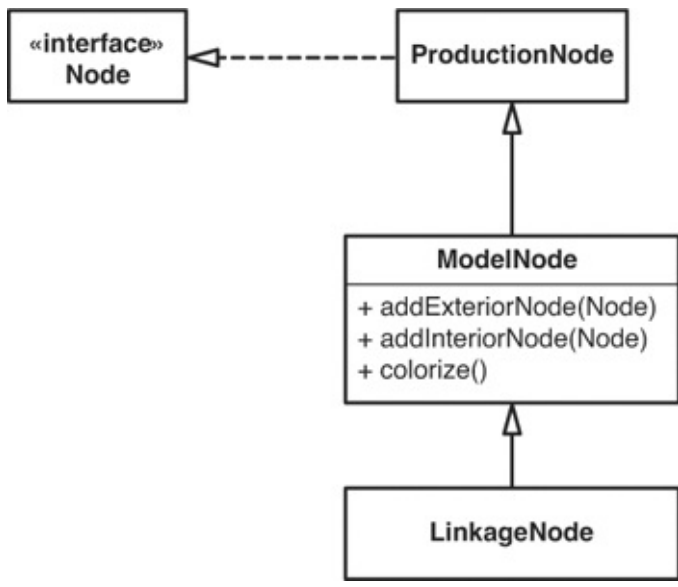 «interface»
Node
ProductionNode
ModelNode
+ addExteriorNode(Node)
+ addInteriorNode(Node)
+ colorize()
LinkageNode